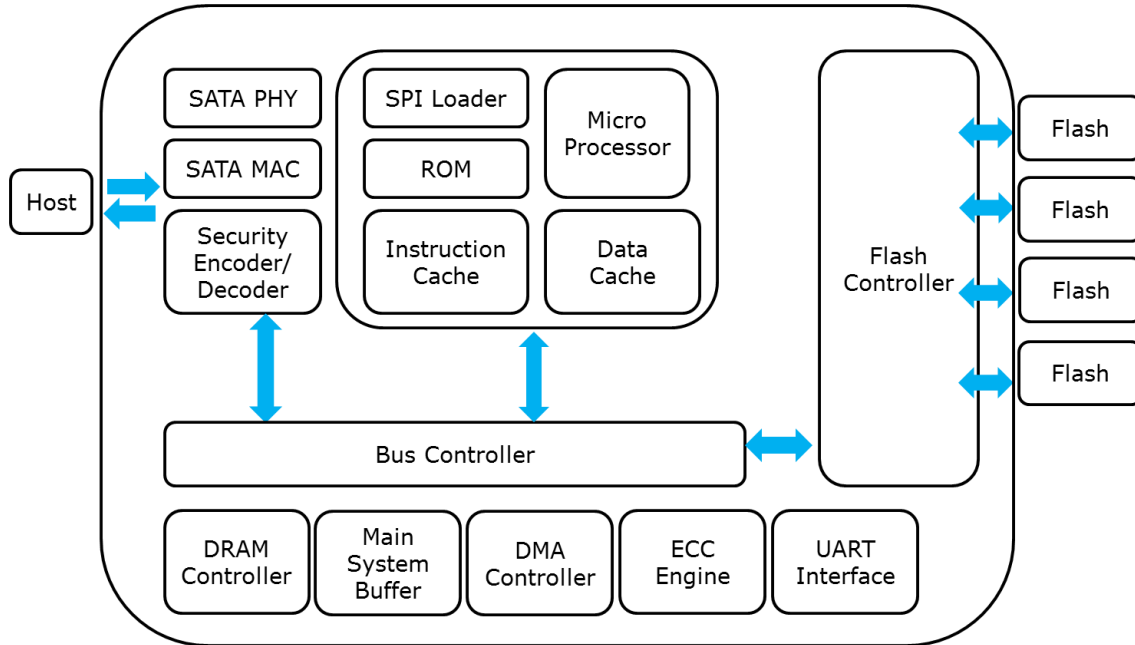 SATA PHY
SATA MAC
Security
Encoder/
Decoder
Host
SPI Loader
ROM
Instruction
Cache
Micro
Processor
Data
Cache
Flash
Controller
Flash
Flash
Flash
Flash
Bus Controller
DRAM
Controller
Main
System
Buffer
DMA
Controller
ECC
Engine
UART
Interface